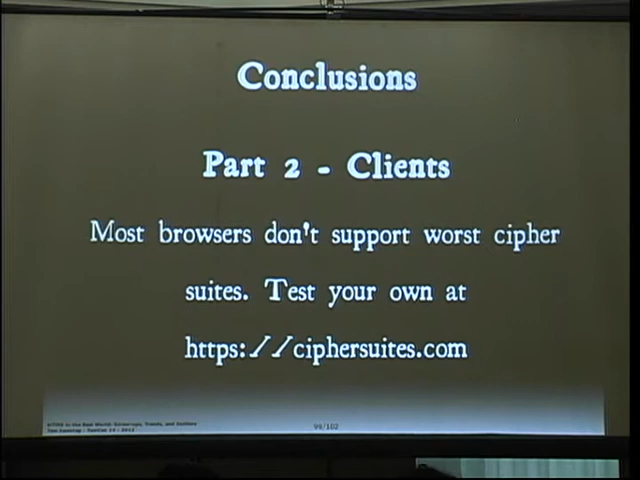 Conclusions
Part 2 - Clients
Most browsers don't support worst cipher
suites. Test your own at
https://ciphersuites.com
99/102